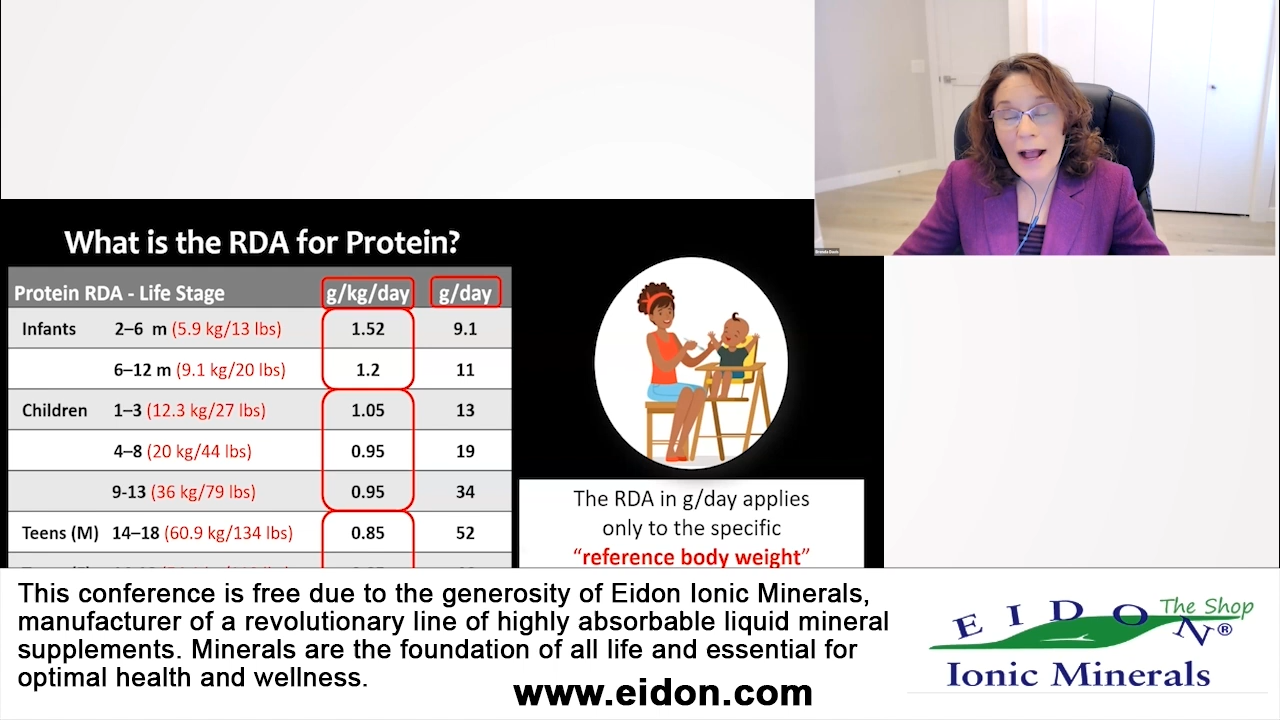 What is the RDA for Protein?
Protein RDA - Life Stage g/kg/day g/day
Infants 2–6 m (5.9 kg/13 lbs) 1.52 9.1
6–12 m (9.1 kg/20 lbs) 1.2 11
Children 1–3 (12.3 kg/27 lbs) 1.05 13
4–8 (20 kg/44 lbs) 0.95 19
9-13 (36 kg/79 lbs) 0.95 34
Teens (M) 14–18 (60.9 kg/134 lbs) 0.85 52
The RDA in g/day applies
only to the specific
“reference body weight”
This conference is free due to the generosity of Eidon Ionic Minerals,
manufacturer of a revolutionary line of highly absorbable liquid mineral
supplements. Minerals are the foundation of all life and essential for
optimal health and wellness.
www.eidon.com
EIDON® The Shop
Ionic Minerals